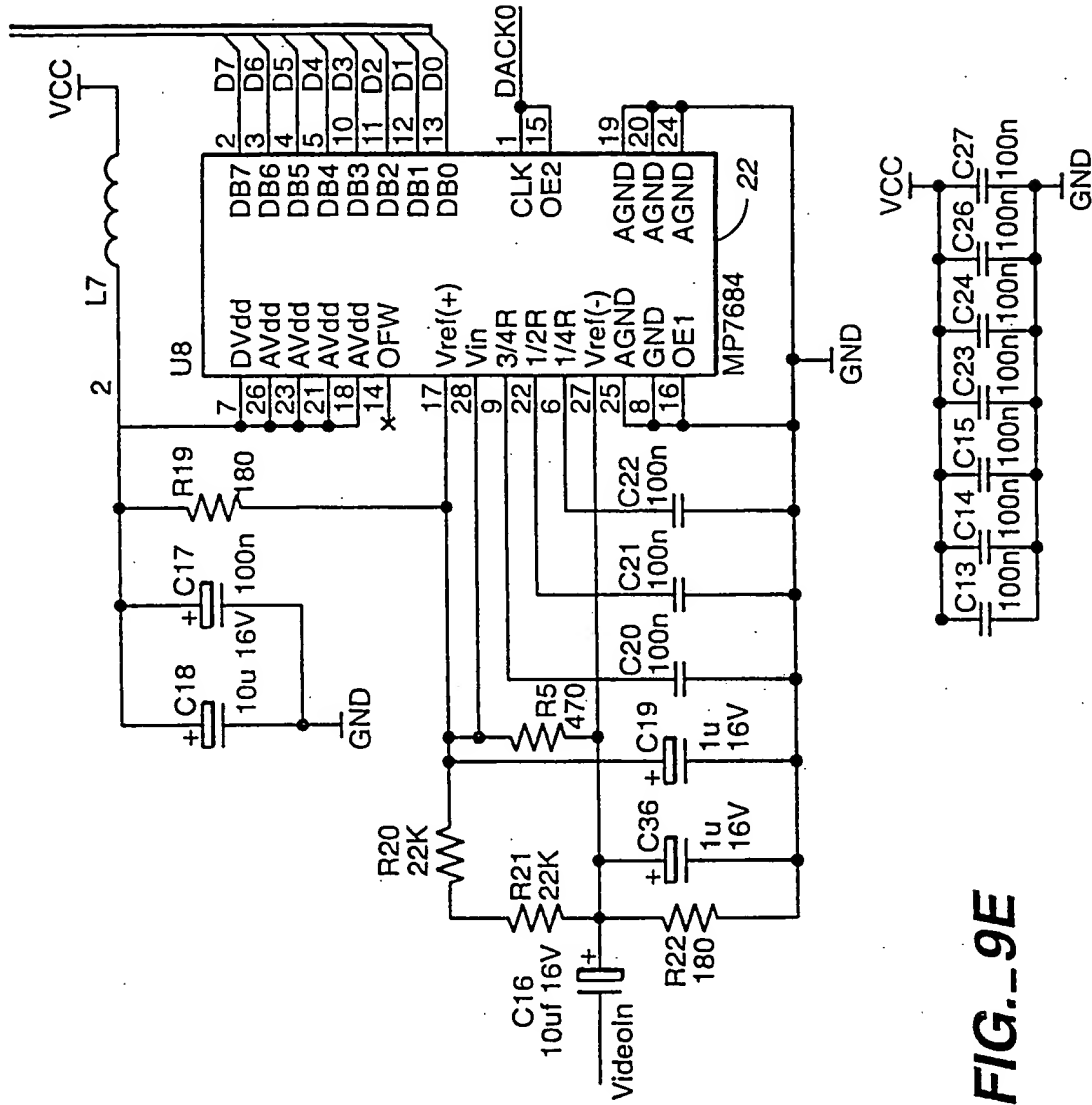 VCC
L7
2
D7
D6
D5
D4
D3
D2
D1
D0
2
3
4
5
10
11
12
13
DB7
DB6
DB5
DB4
DB3
DB2
DB1
DB0
DACK0
1
15
CLK
OE2
19
20
24
AGND
AGND
AGND
22
MP7684
U8
DVdd
AVdd
AVdd
AVdd
AVdd
OFW
Vref(+)
Vin
3/4R
1/2R
1/4R
Vref(-)
AGND
GND
OE1
7
26
23
21
18
14
17
28
9
22
6
27
25
8
16
R19
180
C17
100n
+
C18
10u 16V
+
GND
R20
22K
R21
22K
C16
10uf 16V
+
VideoIn
R22
180
C36
1u
16V
+
C19
1u
16V
+
R5
470
C20
100n
C21
100n
C22
100n
GND
VCC
C13
100n
C14
100n
C15
100n
C23
100n
C24
100n
C26
100n
C27
100n
GND
FIG._9E